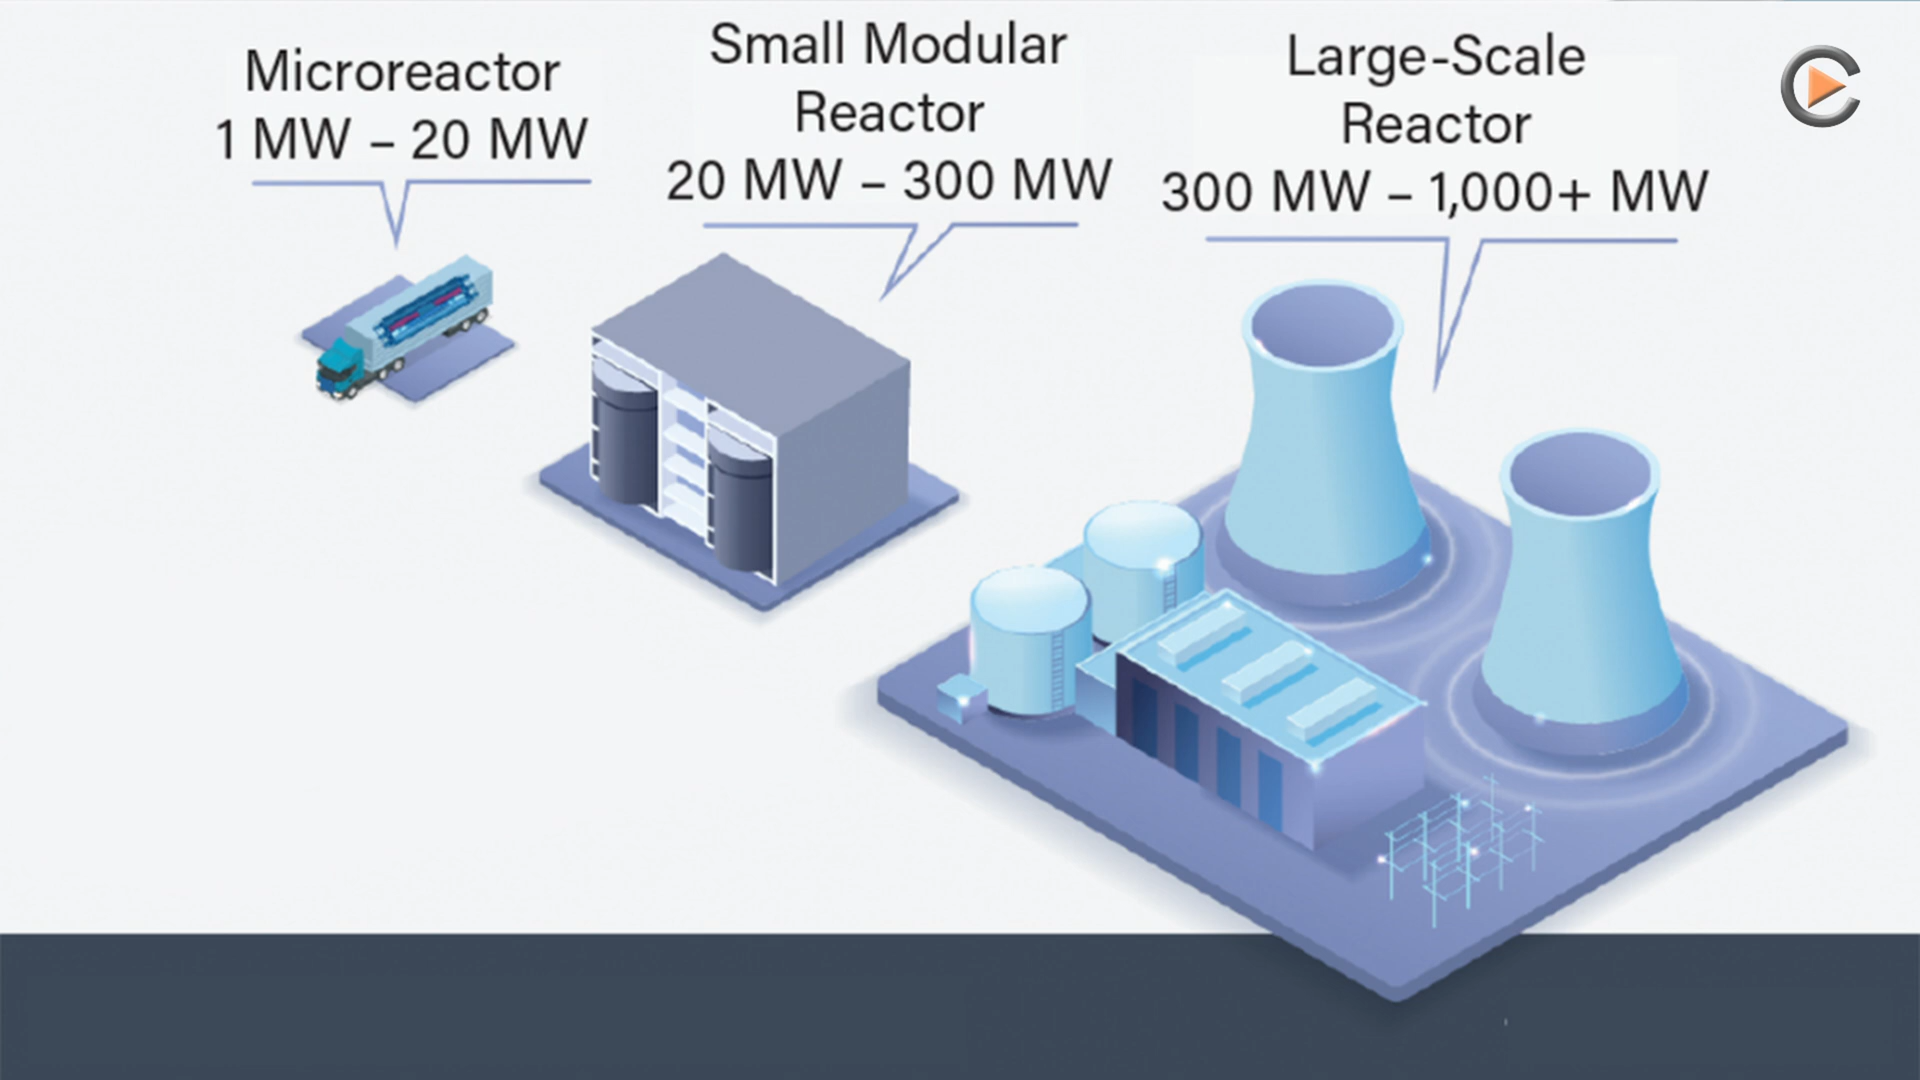 Microreactor
1 MW – 20 MW
Small Modular
Reactor
20 MW – 300 MW
Large-Scale
Reactor
300 MW – 1,000+ MW